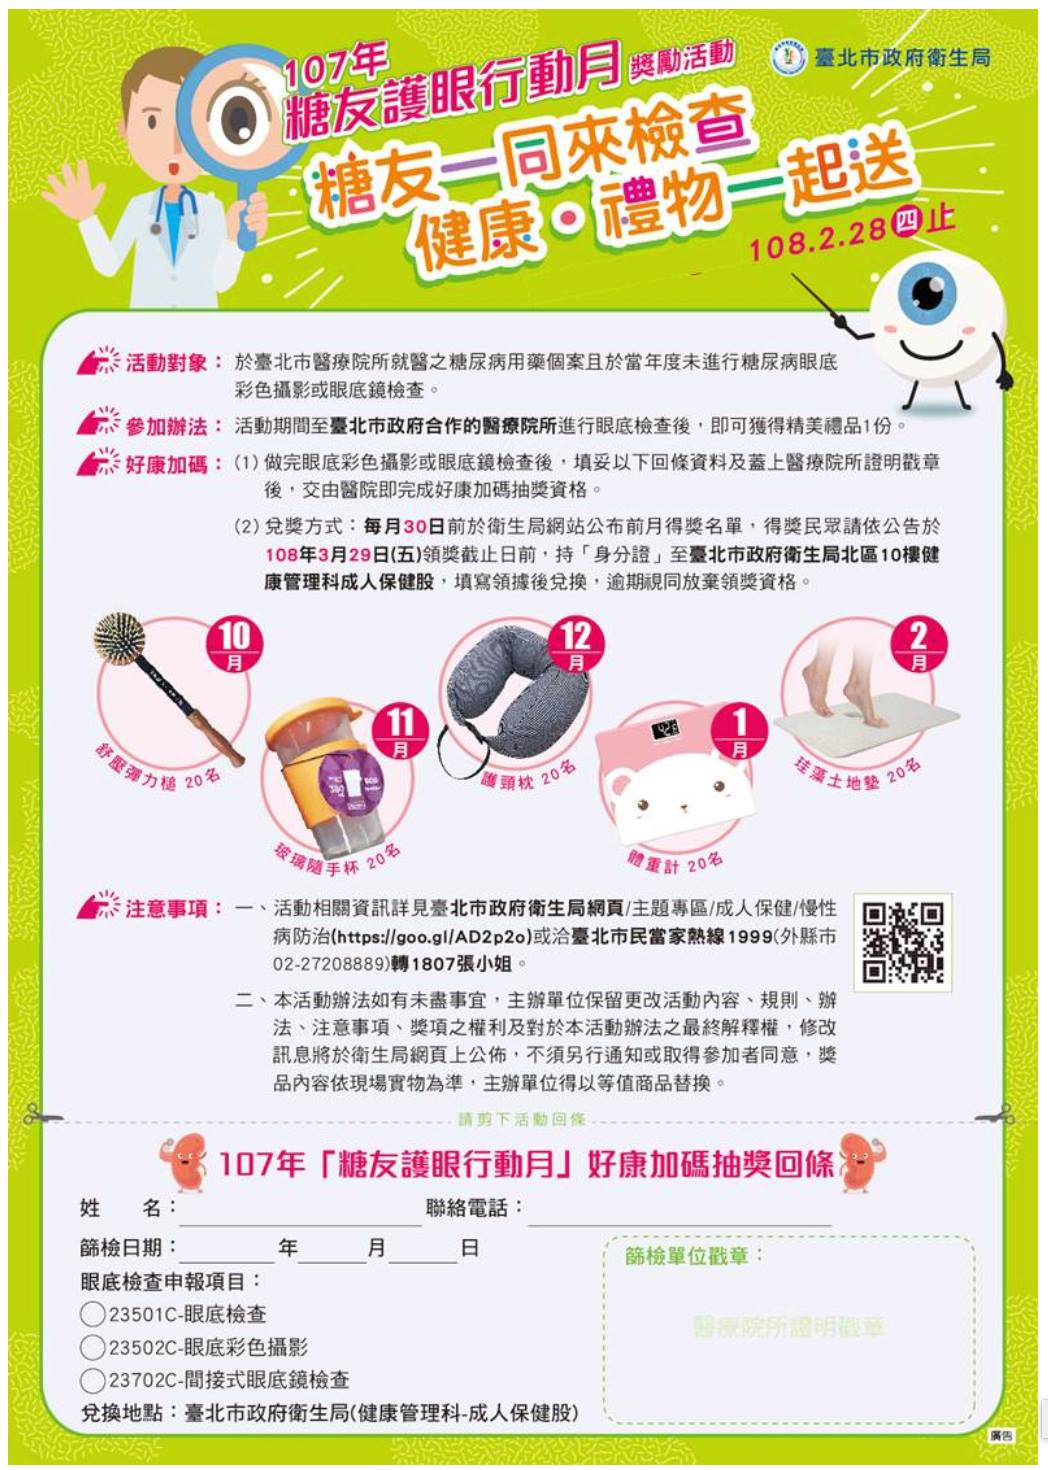 107年
糖友護眼行動月 獎勵活動
臺北市政府衛生局
糖友一同來檢查
健康・禮物一起送
108.2.28四止
活動對象：於臺北市醫療院所就醫之糖尿病用藥個案且於當年度未進行糖尿病眼底
彩色攝影或眼底鏡檢查。
參加辦法：活動期間至臺北市政府合作的醫療院所進行眼底檢查後，即可獲得精美禮品1份。
好康加碼：(1) 做完眼底彩色攝影或眼底鏡檢查後，填妥以下回條資料及蓋上醫療院所證明戳章
後，交由醫院即完成好康加碼抽獎資格。
(2) 兌獎方式：每月30日前於衛生局網站公布前月得獎名單，得獎民眾請依公告於
108年3月29日(五)領獎截止日前，持「身分證」至臺北市政府衛生局北區10樓健
康管理科成人保健股，填寫領據後兌換，逾期視同放棄領獎資格。
10月
舒壓彈力槌 20名
11月
玻璃隨手杯 20名
12月
護頸枕 20名
1月
體重計 20名
2月
珪藻土地墊 20名
注意事項：一、活動相關資訊詳見臺北市政府衛生局網頁/主題專區/成人保健/慢性
病防治(https://goo.gl/AD2p2o)或洽臺北市民當家熱線1999(外縣市
02-27208889)轉1807張小姐。
二、本活動辦法如有未盡事宜，主辦單位保留更改活動內容、規則、辦
法、注意事項、獎項之權利及對於本活動辦法之最終解釋權，修改
訊息將於衛生局網頁上公佈，不須另行通知或取得參加者同意，獎
品內容依現場實物為準，主辦單位得以等值商品替換。
請剪下活動回條
107年「糖友護眼行動月」好康加碼抽獎回條
姓　　名：　聯絡電話：
篩檢日期：　年　月　日
篩檢單位戳章：
醫療院所證明戳章
眼底檢查申報項目：
23501C-眼底檢查
23502C-眼底彩色攝影
23702C-間接式眼底鏡檢查
兌換地點：臺北市政府衛生局(健康管理科-成人保健股)
廣告